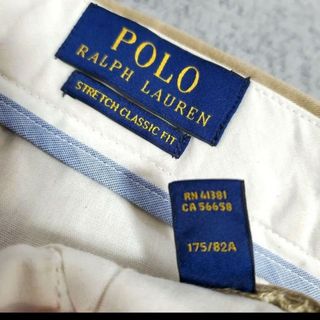 POLO
RALPH LAUREN
STRETCH CLASSIC FIT
RN 41381
CA 56658
175/82A